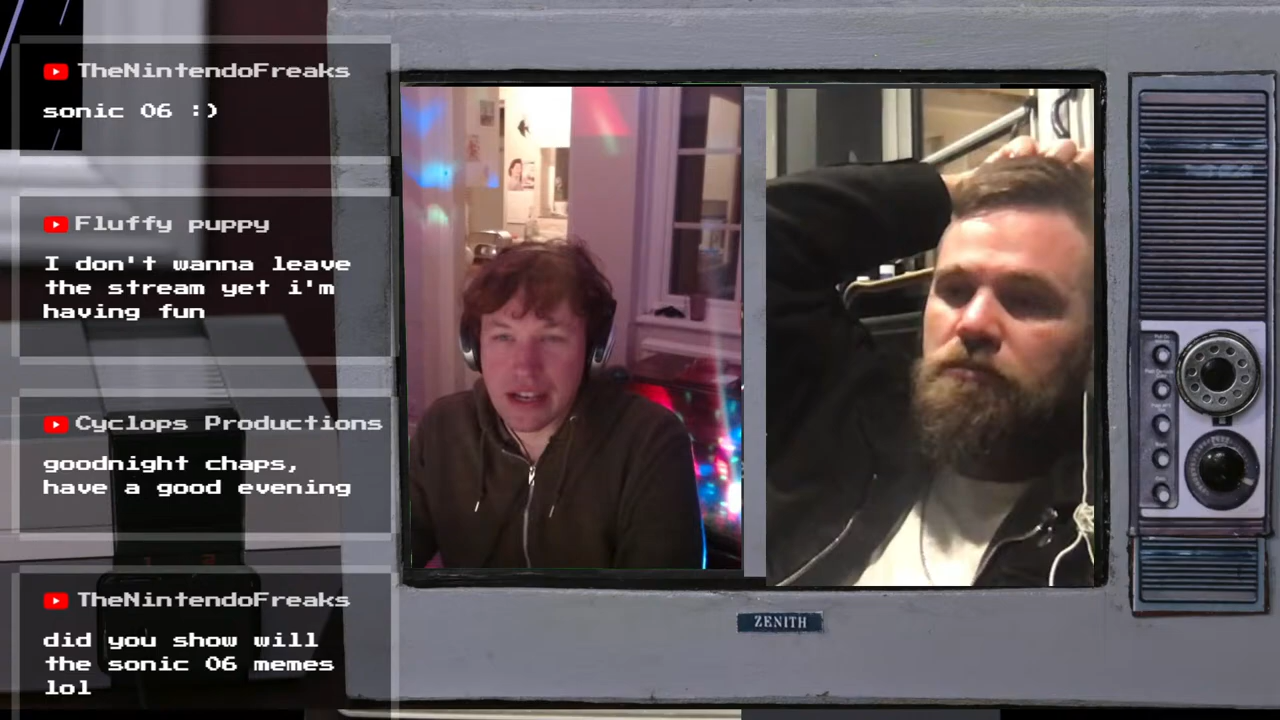 TheNintendoFreaks
sonic 06 :)
Fluffy puppy
I don't wanna leave
the stream yet i'm
having fun
Cyclops Productions
goodnight chaps,
have a good evening
TheNintendoFreaks
did you show will
the sonic 06 memes
lol
ZENITH